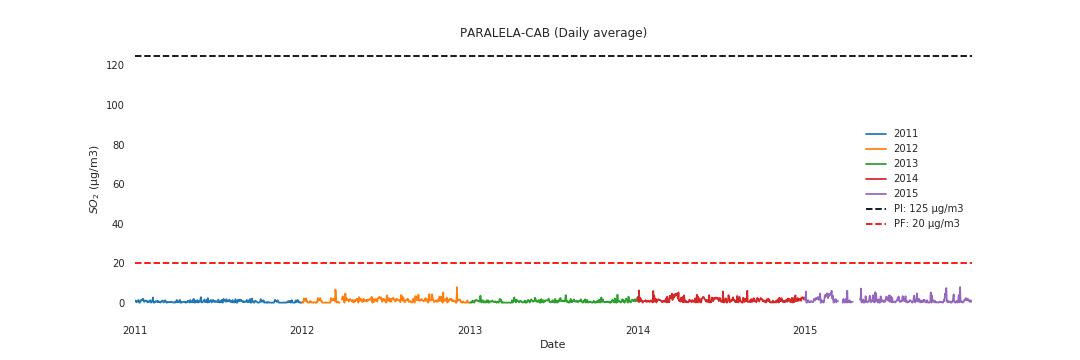 PARALELA-CAB (Daily average)
120
100
80
60
40
20
0
SO₂ (µg/m3)
2011
2012
2013
2014
2015
PI: 125 µg/m3
PF: 20 µg/m3
2011 2012 2013 2014 2015
Date